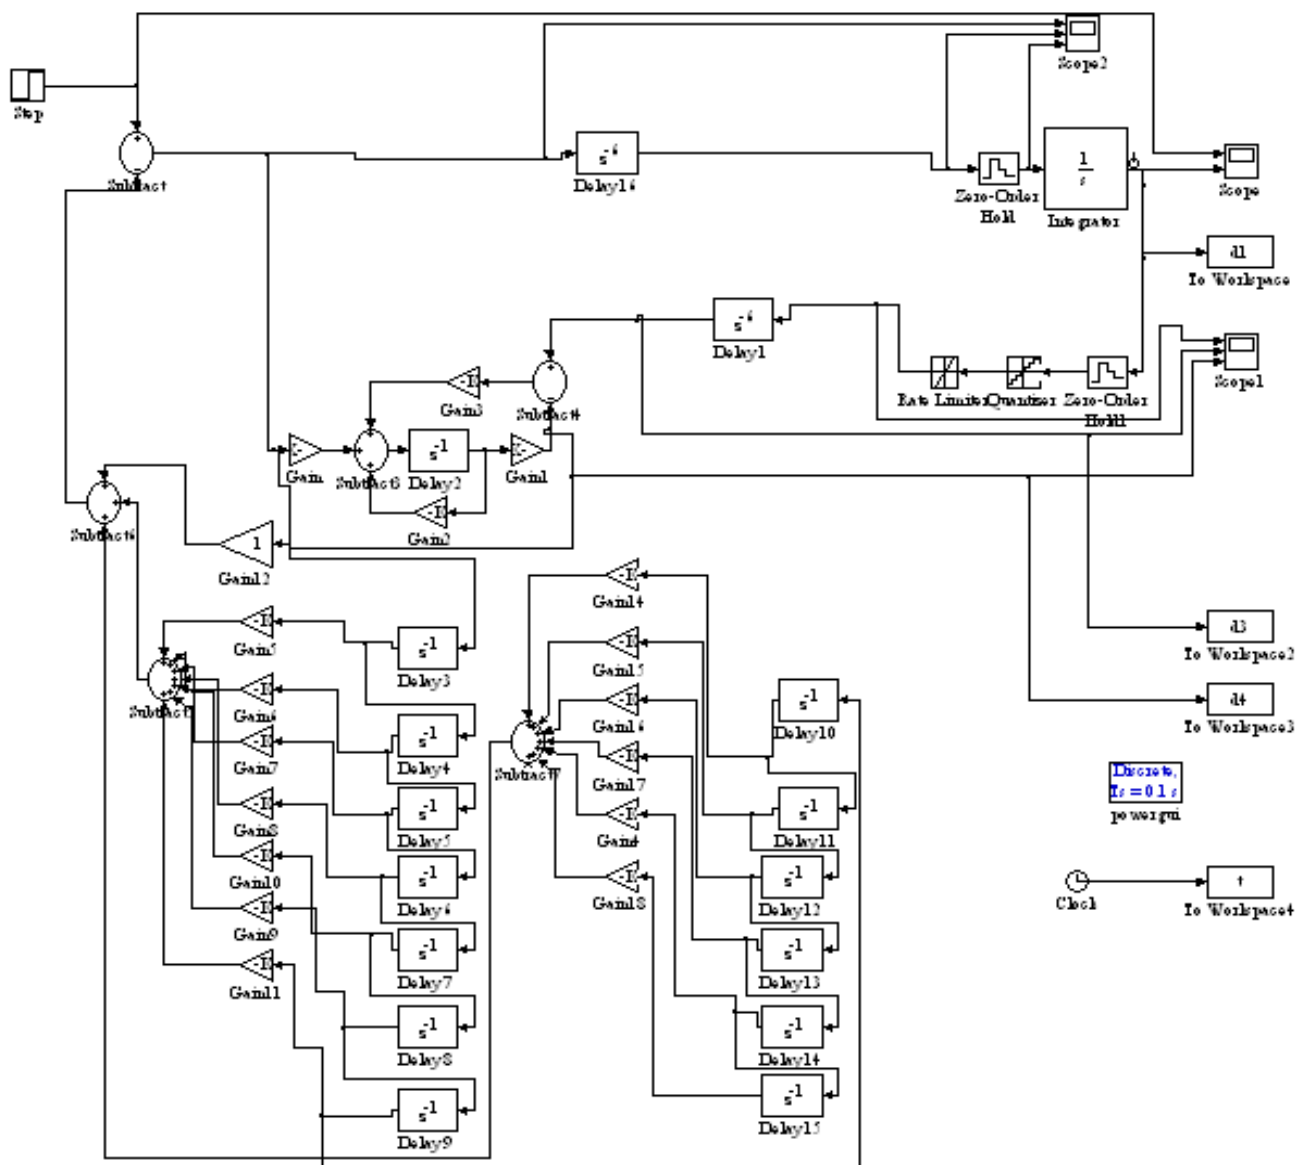 Scope2
Step
Subtract
s-6
Delay16
Zero-Order
Hold
1
s
Integrator
Scope
d1
To Workspace
s-6
Delay1
Rate Limiter
Quantiser
Zero-Order
Hold1
Scope1
-K
Gain3
Subtract4
Gain
Subtract3
s-1
Delay2
Gain1
-K
Gain2
Subtract6
1
Gain12
-K
Gain14
-K
Gain5
s-1
Delay3
-K
Gain15
d3
To Workspace2
-K
Gain6
s-1
Delay4
-K
Gain16
s-1
Delay10
d4
To Workspace3
-K
Gain7
s-1
Delay5
-K
Gain17
Subtract7
s-1
Delay11
Discrete,
Ts = 0.1 s
powergui
-K
Gain8
s-1
Delay6
-K
Gain4
s-1
Delay12
-K
Gain10
s-1
Delay7
-K
Gain18
s-1
Delay13
Clock
t
To Workspace4
-K
Gain9
s-1
Delay8
s-1
Delay14
-K
Gain11
s-1
Delay9
s-1
Delay15